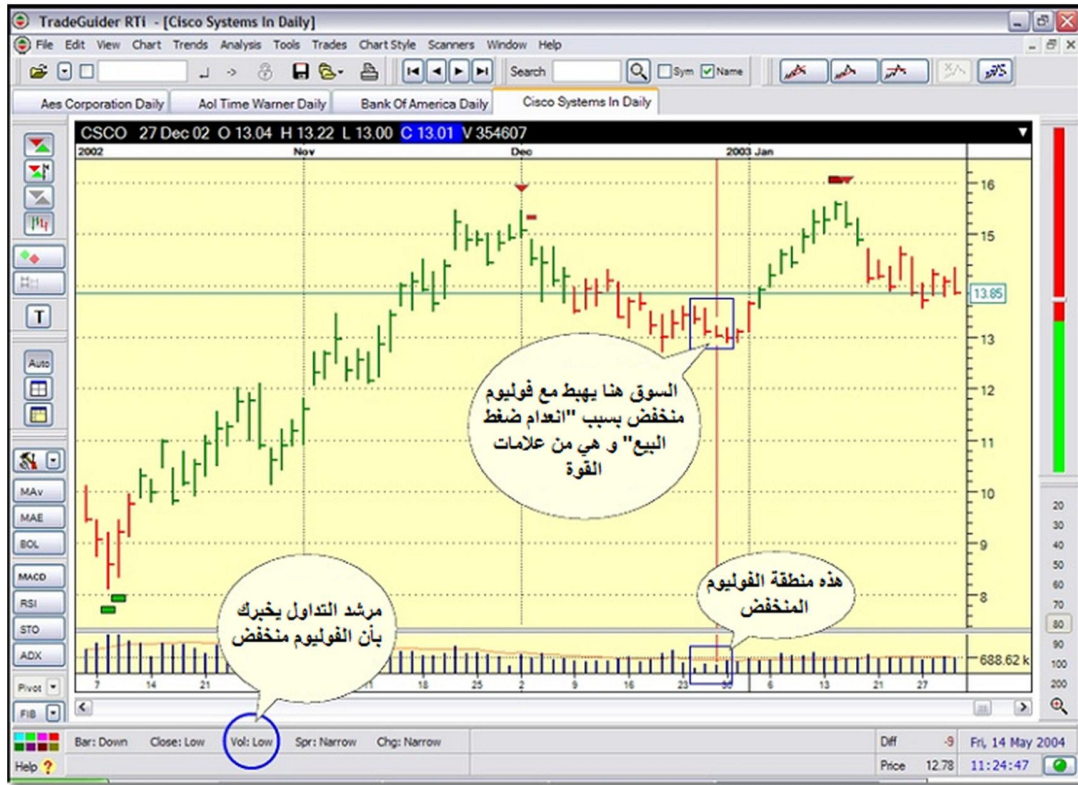 TradeGuider RTi - [Cisco Systems In Daily]
File Edit View Chart Trends Analysis Tools Trades Chart Style Scanners Window Help
Search Sym Name
Aes Corporation Daily Aol Time Warner Daily Bank Of America Daily Cisco Systems In Daily
CSCO 27 Dec 02 O 13.04 H 13.22 L 13.00 C 13.01 V 354607
2002 Nov Dec 2003 Jan
16
15
13.85
13
12
11
10
9
8
السوق هنا يهبط مع فوليوم
منخفض بسبب "انعدام ضغط
البيع" و هي من علامات
القوة
هذه منطقة الفوليوم
المنخفض
مرشد التداول يخبرك
بأن الفوليوم منخفض
688.62 k
7 14 21 11 18 25 2 9 16 23 30 6 13 21 27
T
Auto
MAv
MAE
BOL
MACD
RSI
STO
ADX
Pivot
FIB
20
30
40
50
60
70
80
90
100
200
Bar: Down Close: Low Vol: Low Spr: Narrow Chg: Narrow Diff -9 Fri, 14 May 2004
Help ? Price 12.78 11:24:47